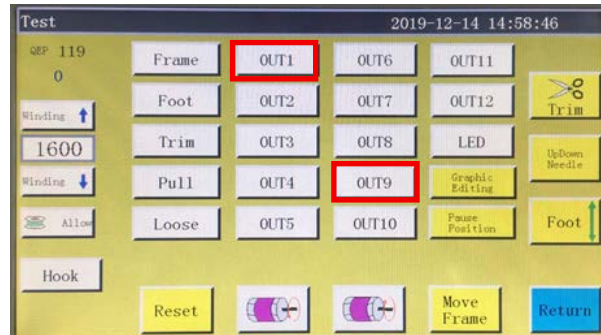 Test 2019-12-14 14:58:46
QEP 119
0
Frame OUT1 OUT6 OUT11
Foot OUT2 OUT7 OUT12
Trim
Winding
1600
Trim OUT3 OUT8 LED
UpDown
Needle
Winding
Pull OUT4 OUT9 Graphic
Editing
Allow
Loose OUT5 OUT10 Pause
Position
Foot
Hook
Reset
Move
Frame
Return